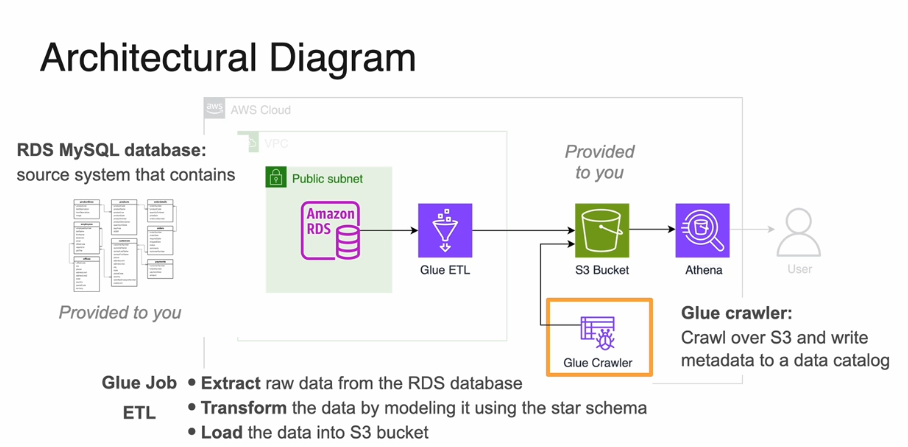 Architectural Diagram
aws
AWS Cloud
VPC
RDS MySQL database:
source system that contains
Provided to you
Public subnet
Amazon
RDS
Glue ETL
Provided
to you
S3 Bucket
Athena
User
Glue Crawler
Glue crawler:
Crawl over S3 and write
metadata to a data catalog
Glue Job
ETL
• Extract raw data from the RDS database
• Transform the data by modeling it using the star schema
• Load the data into S3 bucket